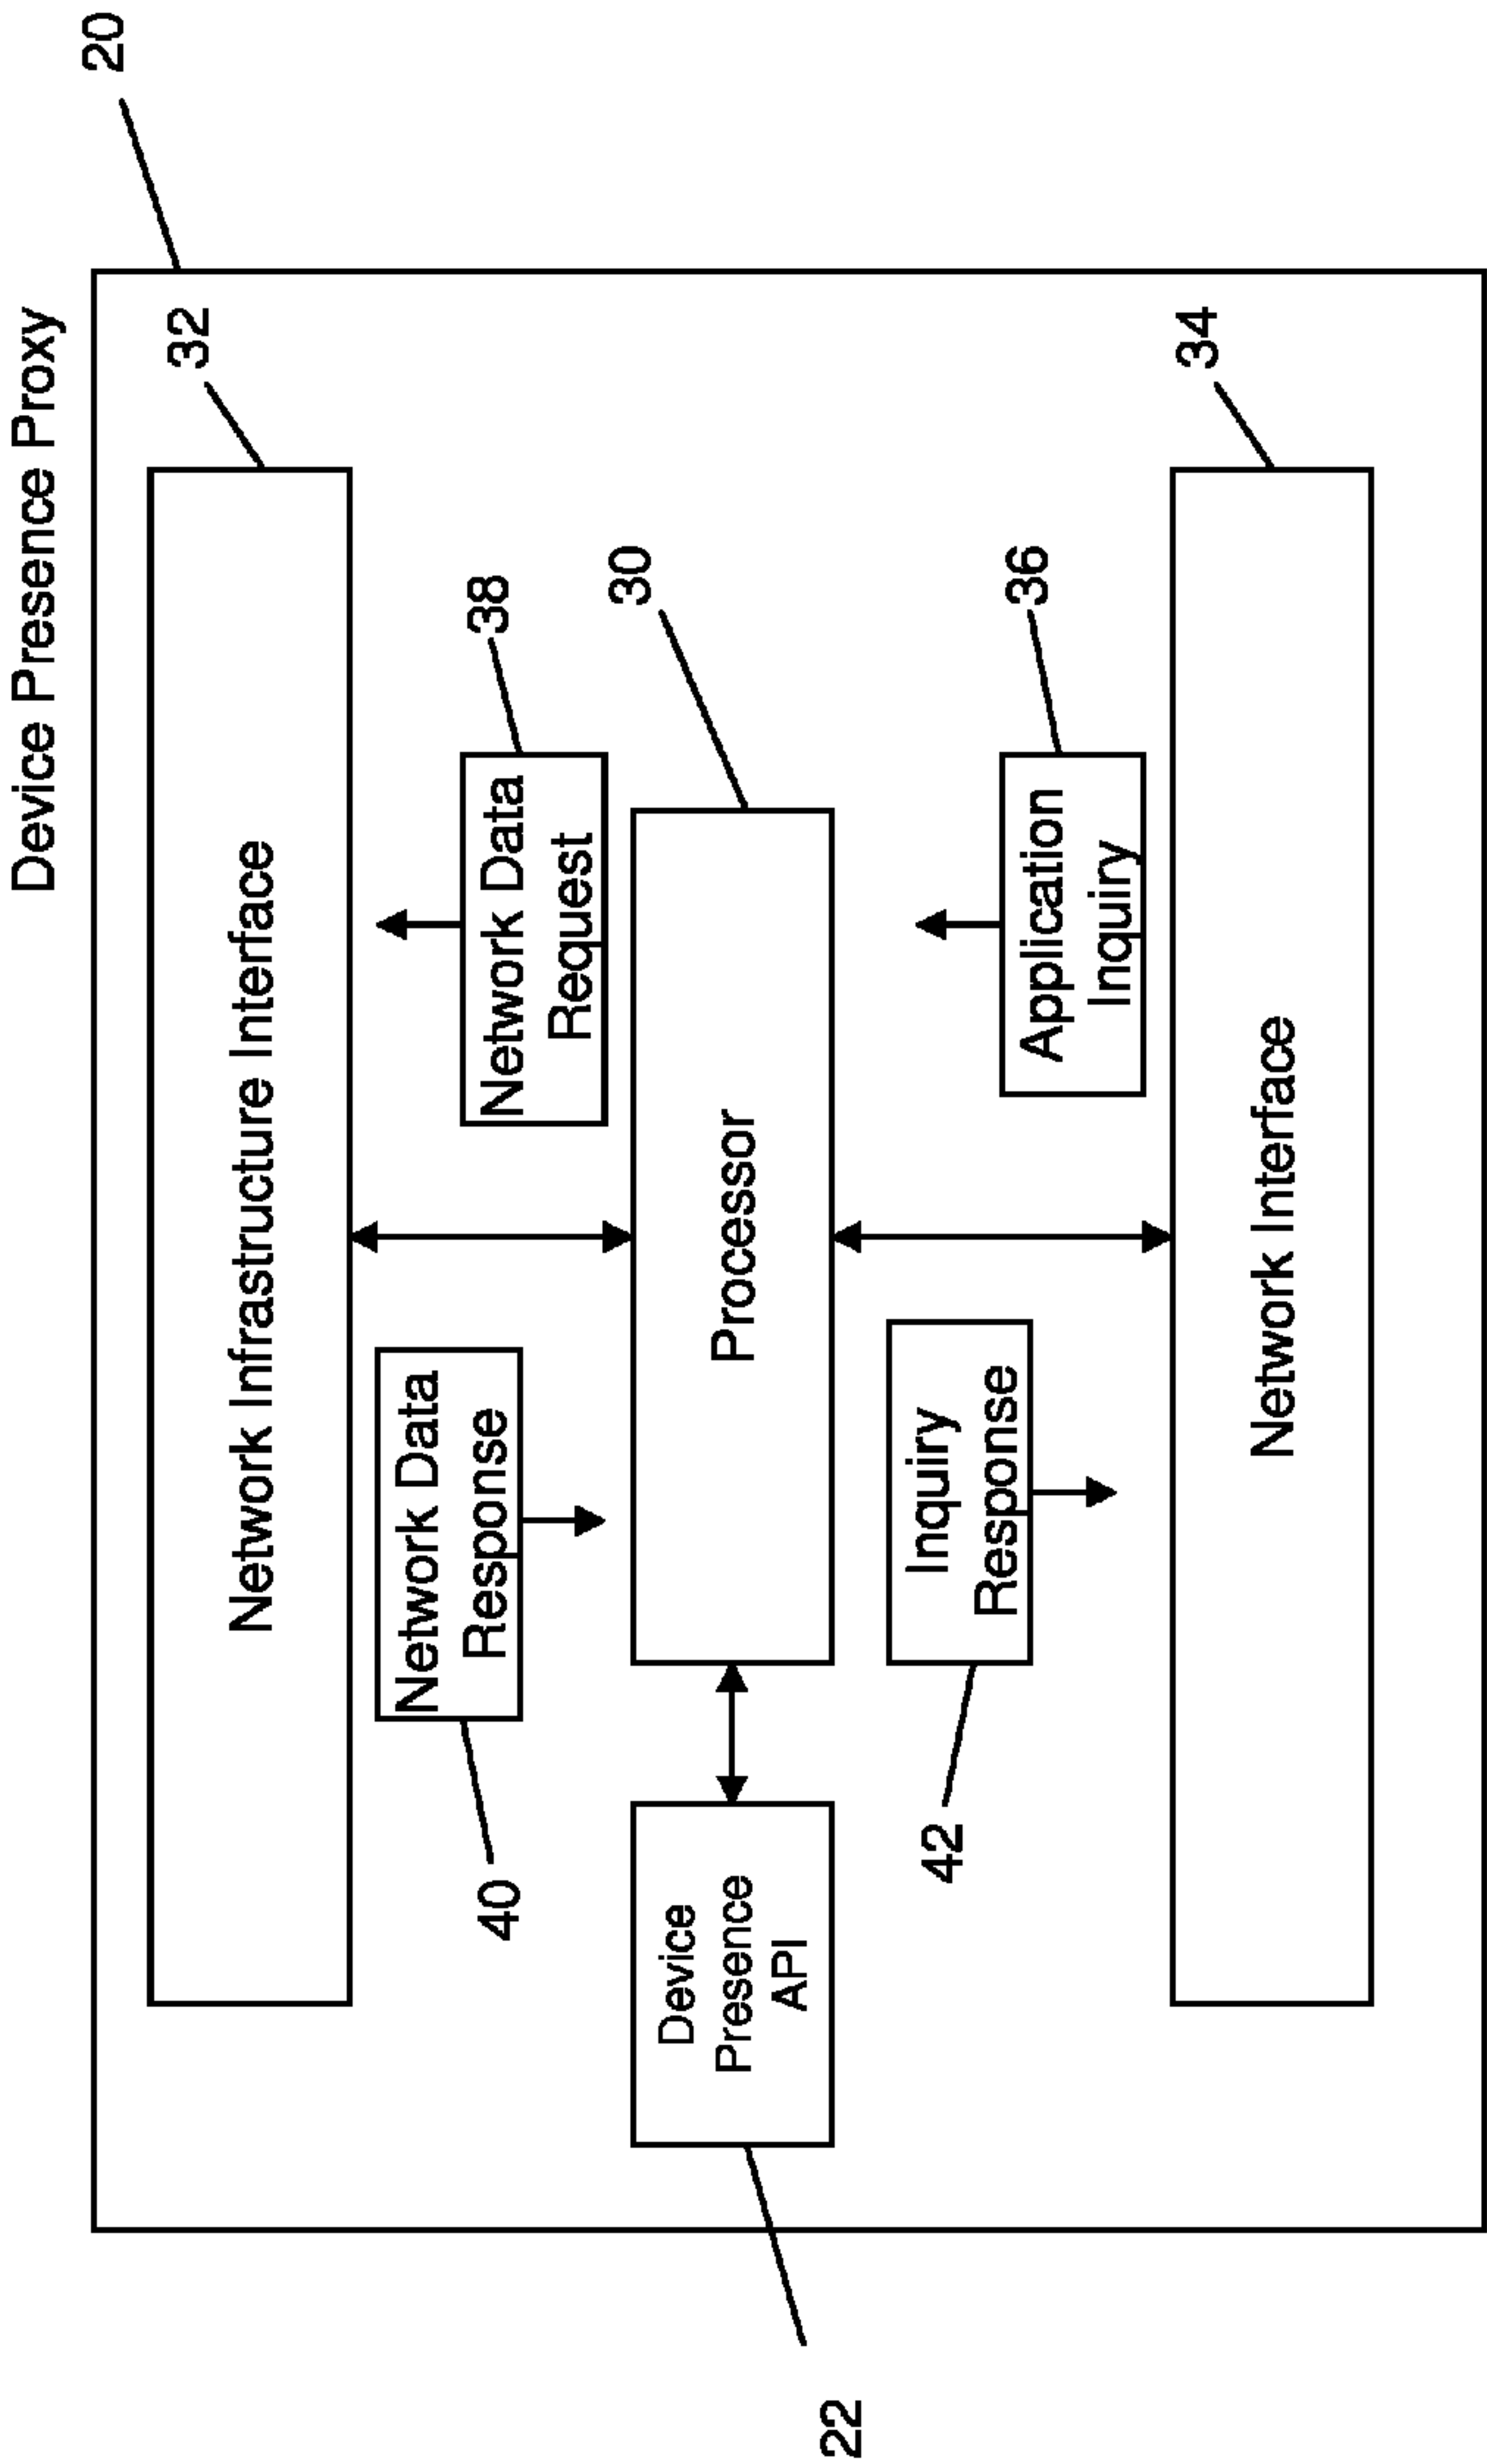 Device Presence Proxy
20
32
Network Infrastructure Interface
Network Data
Response
40
Network Data
Request
38
30
Processor
Device
Presence
API
22
Inquiry
Response
42
Application
Inquiry
36
34
Network Interface